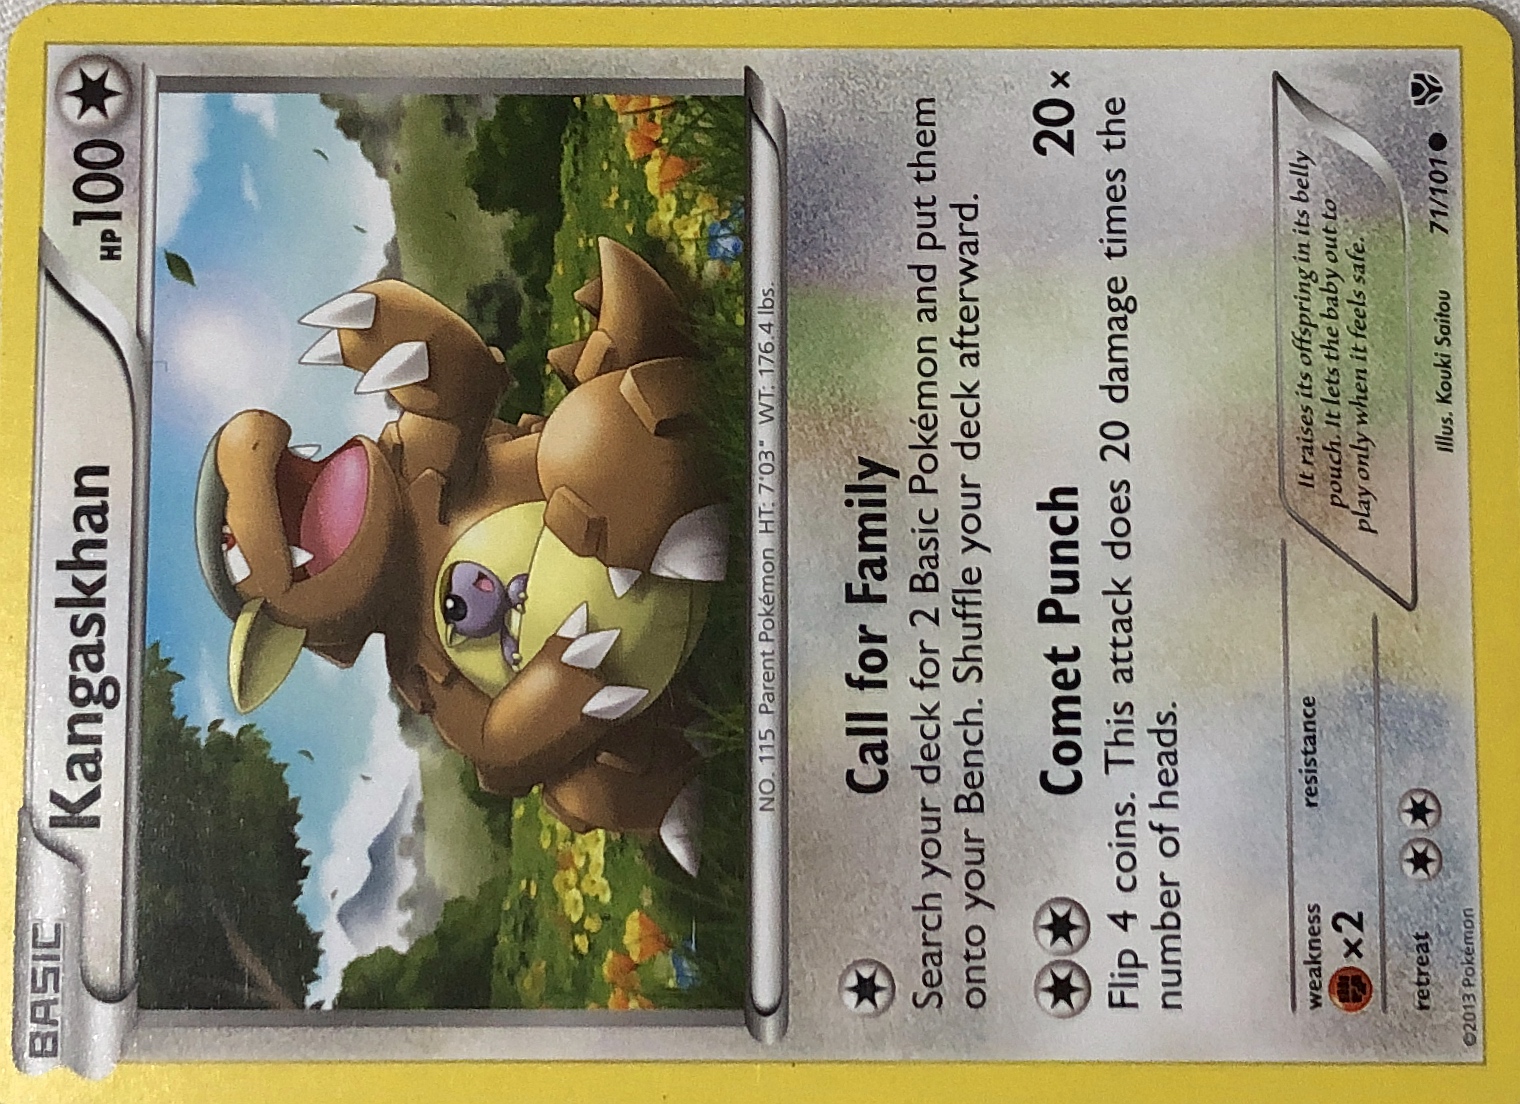 BASIC
Kangaskhan
HP100
NO. 115 Parent Pokémon HT: 7'03" WT: 176.4 lbs.
Call for Family
Search your deck for 2 Basic Pokémon and put them
onto your Bench. Shuffle your deck afterward.
Comet Punch 20×
Flip 4 coins. This attack does 20 damage times the
number of heads.
weakness resistance
×2
It raises its offspring in its belly
pouch. It lets the baby out to
play only when it feels safe.
retreat
Illus. Kouki Saitou 71/101
©2013 Pokémon